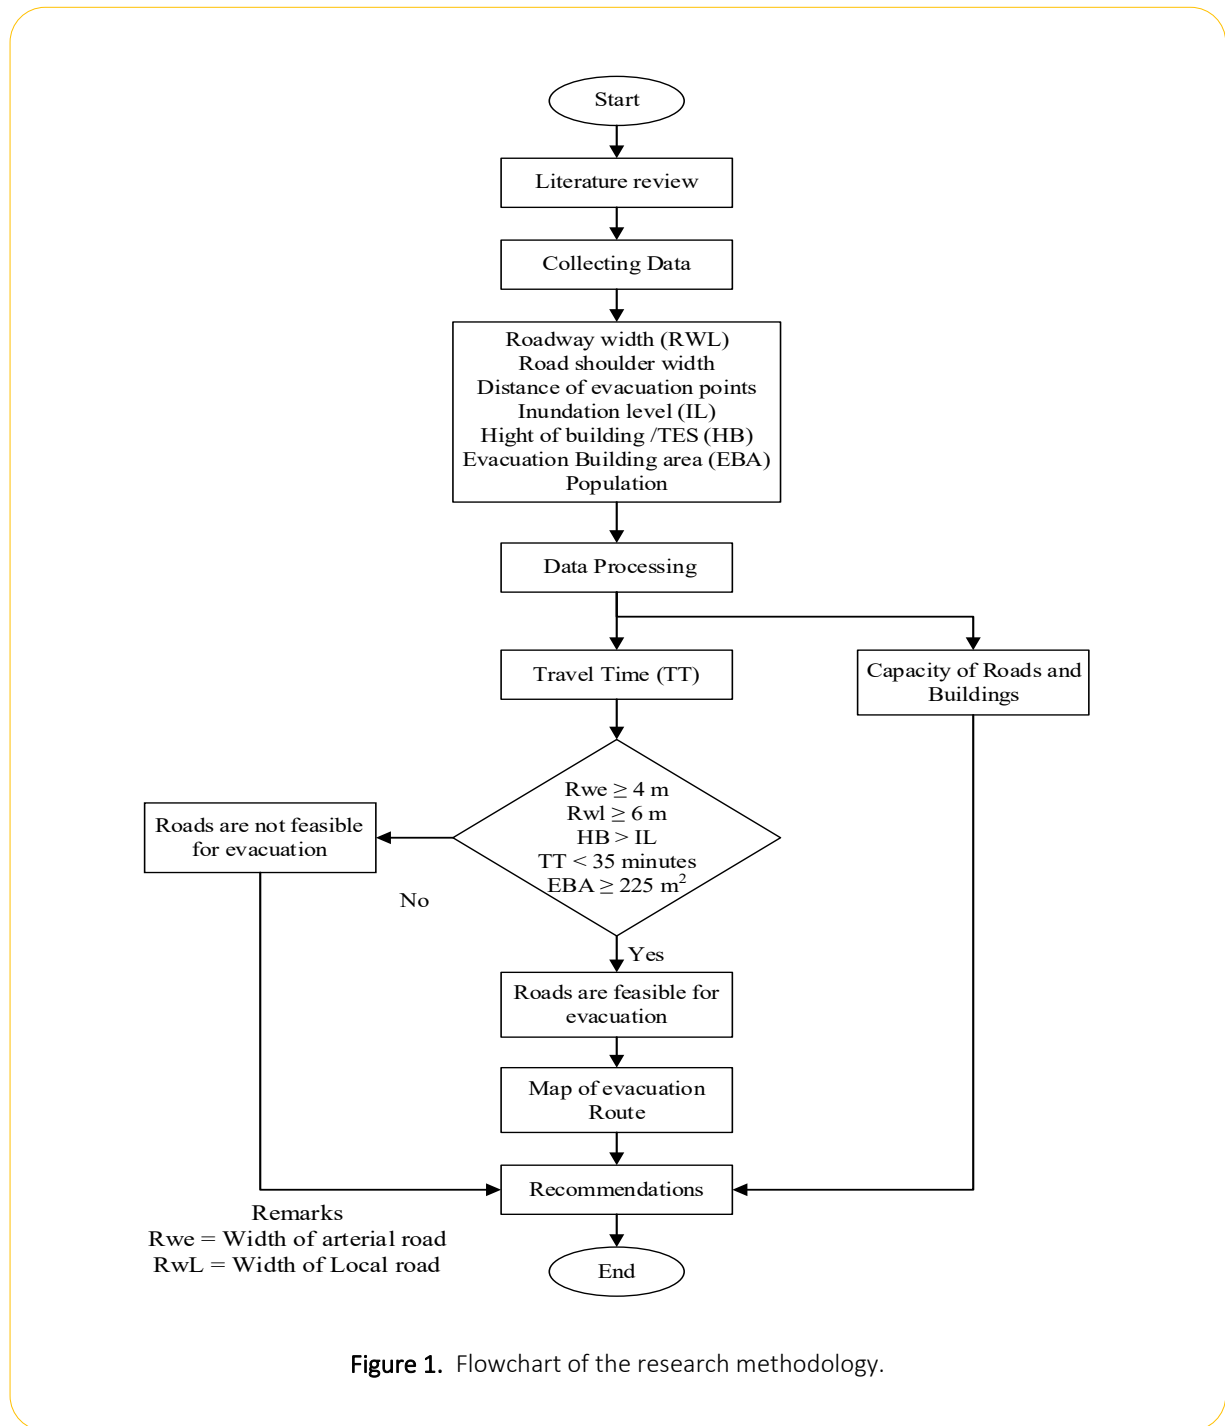 Start
Literature review
Collecting Data
Roadway width (RWL)
Road shoulder width
Distance of evacuation points
Inundation level (IL)
Hight of building /TES (HB)
Evacuation Building area (EBA)
Population
Data Processing
Travel Time (TT)
Capacity of Roads and
Buildings
Rwe ≥ 4 m
Rwl ≥ 6 m
HB > IL
TT < 35 minutes
EBA ≥ 225 m²
Roads are not feasible
for evacuation
No
Yes
Roads are feasible for
evacuation
Map of evacuation
Route
Recommendations
Remarks
Rwe = Width of arterial road
RwL = Width of Local road
End
Figure 1. Flowchart of the research methodology.